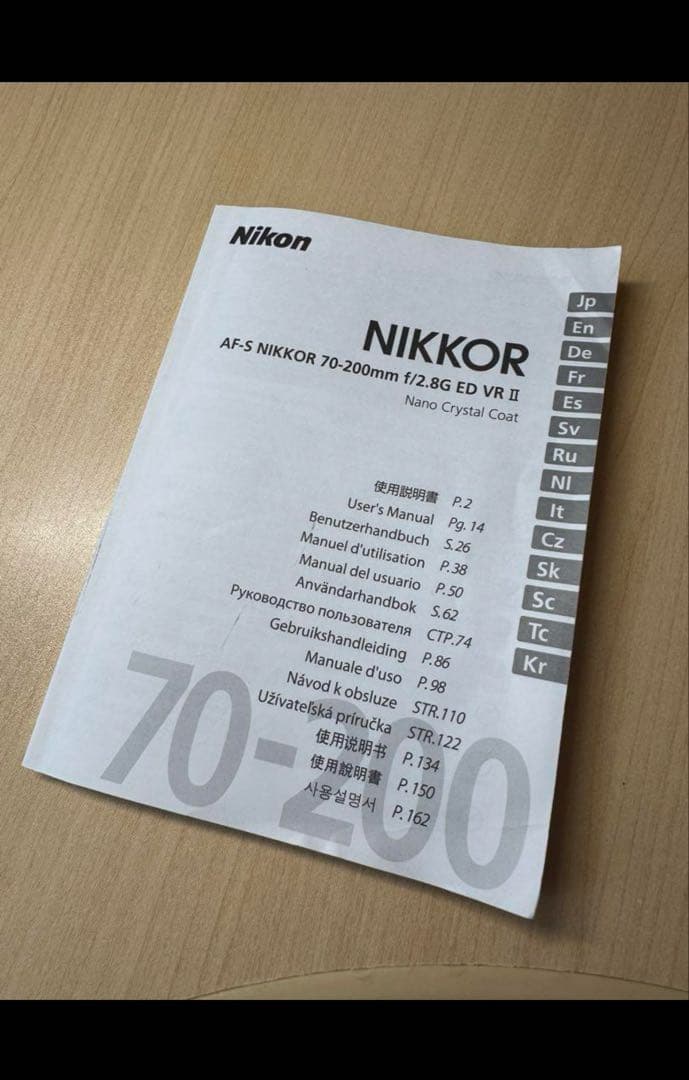 Nikon
NIKKOR
AF-S NIKKOR 70-200mm f/2.8G ED VR II
Nano Crystal Coat
Jp
En
De
Fr
Es
Sv
Ru
Nl
It
Cz
Sk
Sc
Tc
Kr
使用説明書 P.2
User's Manual Pg. 14
Benutzerhandbuch S.26
Manuel d'utilisation P.38
Manual del usuario P.50
Användarhandbok S.62
Руководство пользователя СТР.74
Gebruikshandleiding P.86
Manuale d'uso P.98
Návod k obsluze STR.110
Užívateľská príručka STR.122
使用说明书 P.134
使用說明書 P.150
사용설명서 P.162
70-200